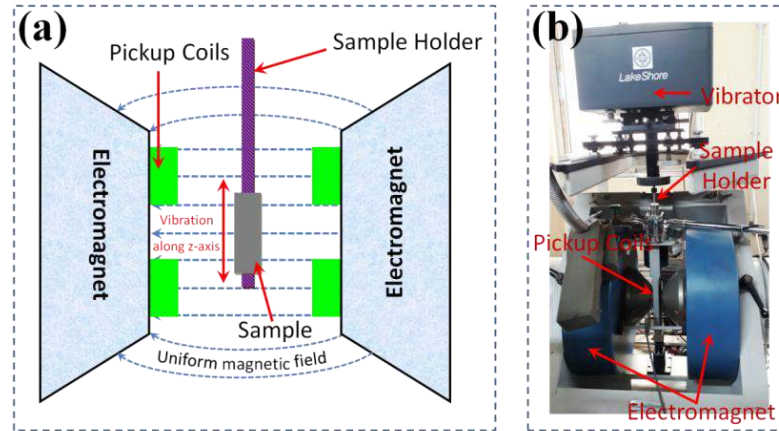 (a)
Pickup Coils
Sample Holder
Electromagnet
Electromagnet
Vibration
along z-axis
Sample
Uniform magnetic field
(b)
LakeShore
Vibrator
Sample
Holder
Pickup Coils
Electromagnet